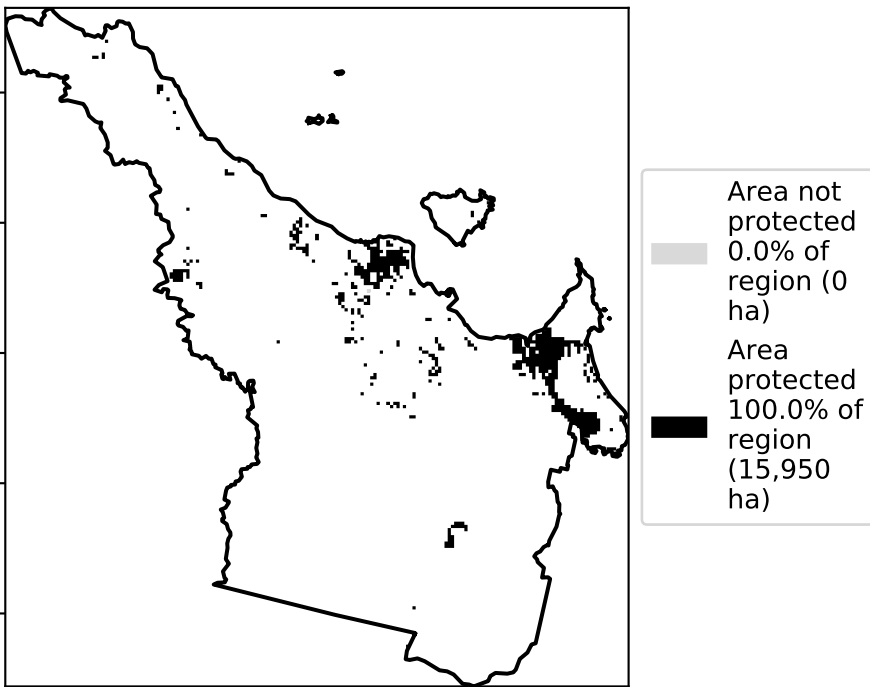 Area not
protected
0.0% of
region (0
ha)
Area
protected
100.0% of
region
(15,950
ha)